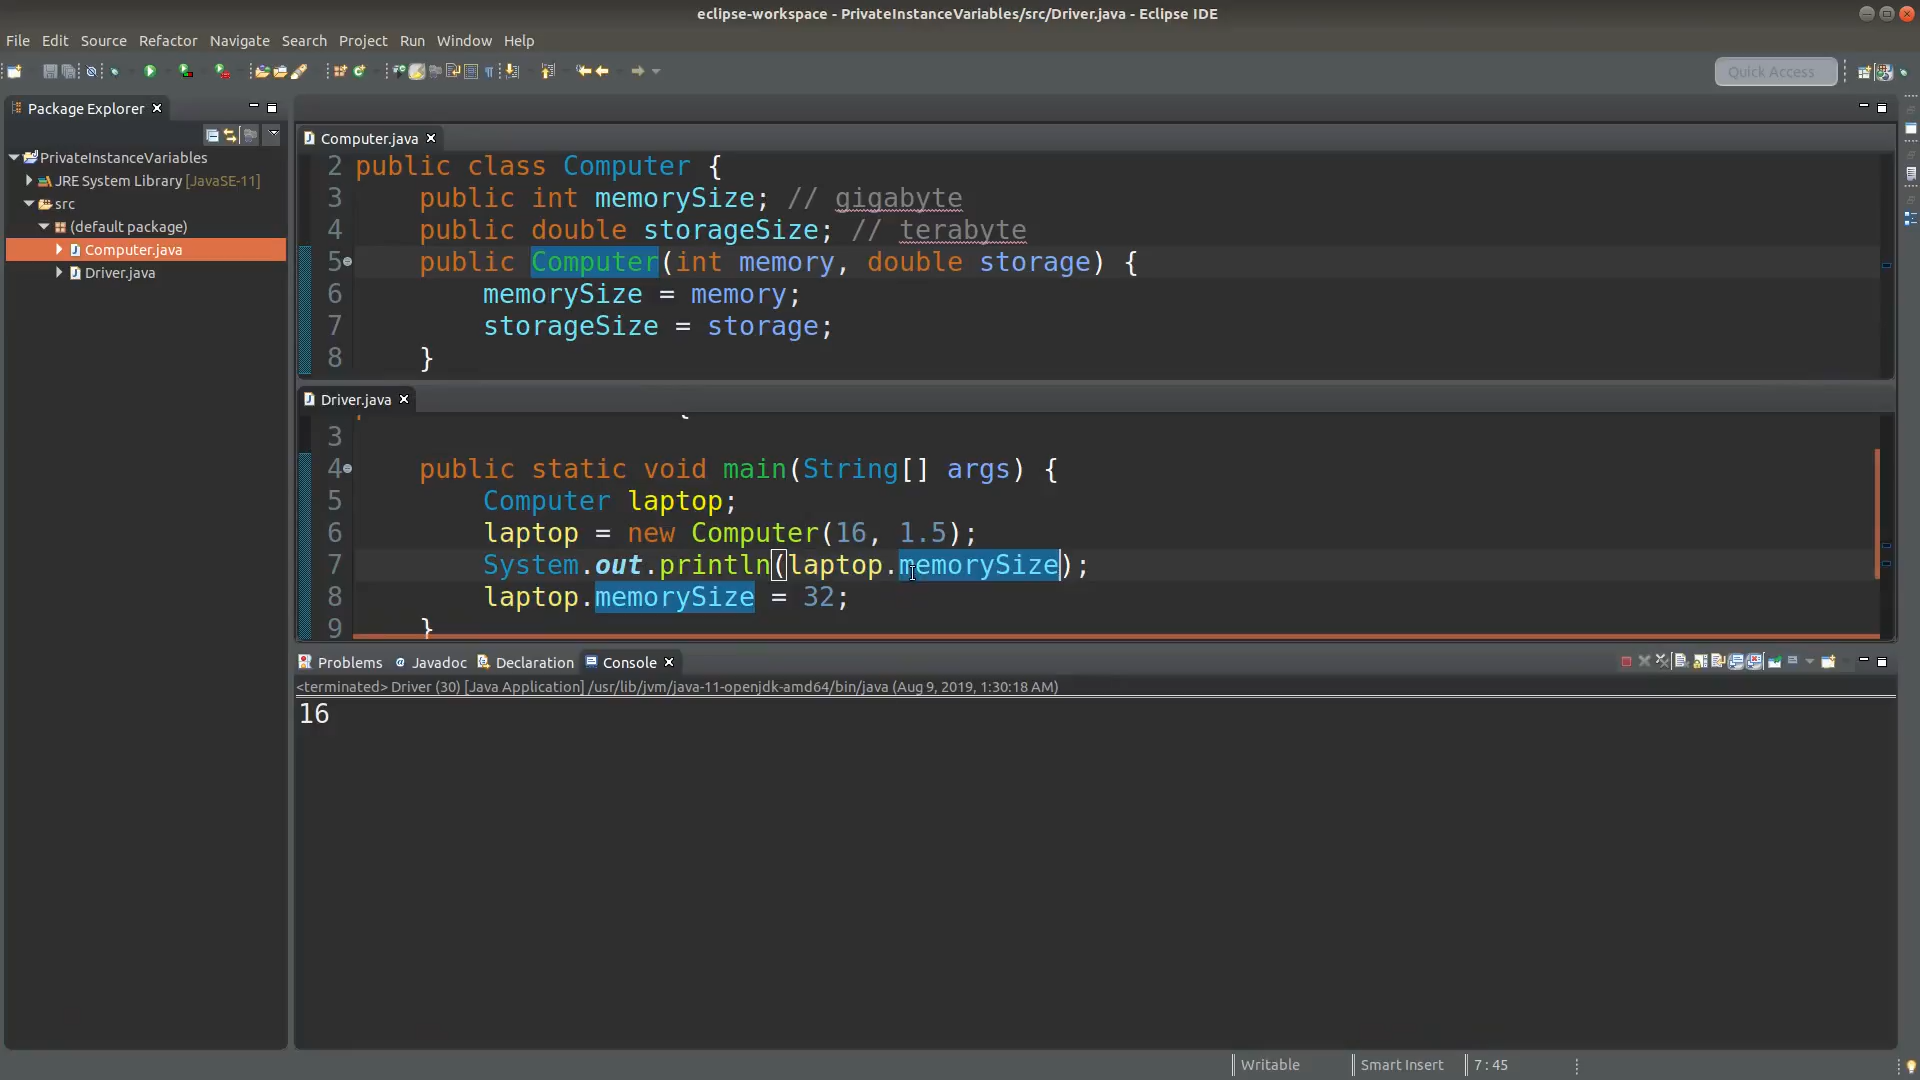 eclipse-workspace - PrivateInstanceVariables/src/Driver.java - Eclipse IDE
File Edit Source Refactor Navigate Search Project Run Window Help
Quick Access
Package Explorer
PrivateInstanceVariables
JRE System Library [JavaSE-11]
src
(default package)
Computer.java
Driver.java
Computer.java
2 public class Computer {
3 public int memorySize; // gigabyte
4 public double storageSize; // terabyte
5 public Computer(int memory, double storage) {
6 memorySize = memory;
7 storageSize = storage;
8 }
Driver.java
3
4 public static void main(String[] args) {
5 Computer laptop;
6 laptop = new Computer(16, 1.5);
7 System.out.println(laptop.memorySize);
8 laptop.memorySize = 32;
9 }
Problems Javadoc Declaration Console
<terminated> Driver (30) [Java Application] /usr/lib/jvm/java-11-openjdk-amd64/bin/java (Aug 9, 2019, 1:30:18 AM)
16
Writable Smart Insert 7 : 45